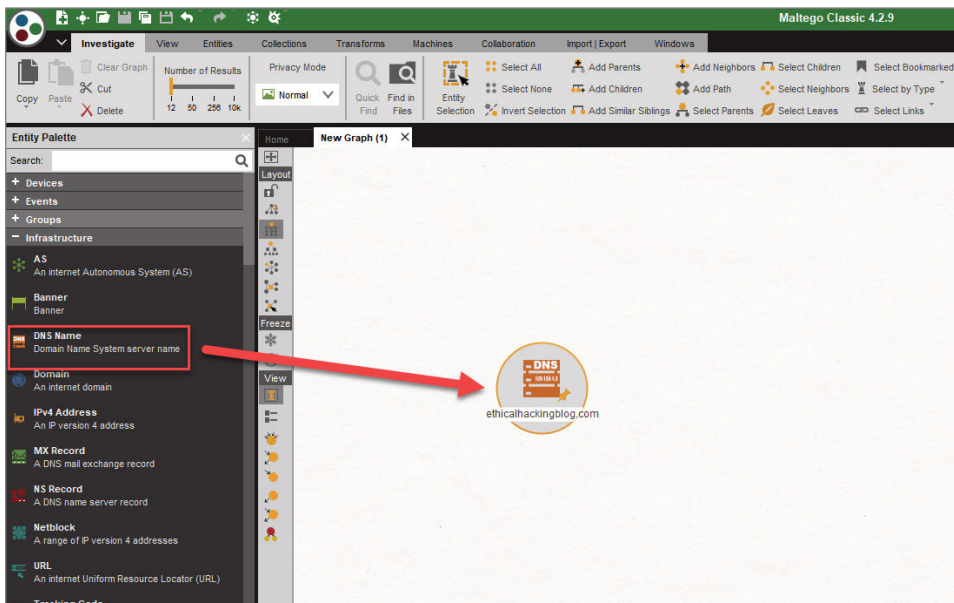 Maltego Classic 4.2.9
Investigate View Entities Collections Transforms Machines Collaboration Import | Export Windows
Clear Graph
Cut
Delete
Copy Paste
Number of Results
12 50 256 10k
Privacy Mode
Normal
Quick Find
Find in Files
Entity Selection
Select All
Select None
Invert Selection
Add Parents
Add Children
Add Similar Siblings
Add Neighbors
Add Path
Select Parents
Select Children
Select Neighbors
Select Leaves
Select Bookmarked
Select by Type
Select Links
Entity Palette
Home
New Graph (1)
Search:
+ Devices
+ Events
+ Groups
- Infrastructure
AS
An internet Autonomous System (AS)
Banner
Banner
DNS Name
Domain Name System server name
Domain
An internet domain
IPv4 Address
An IP version 4 address
MX Record
A DNS mail exchange record
NS Record
A DNS name server record
Netblock
A range of IP version 4 addresses
URL
An internet Uniform Resource Locator (URL)
Tracking Code
Layout
Freeze
View
DNS
ethicalhackingblog.com